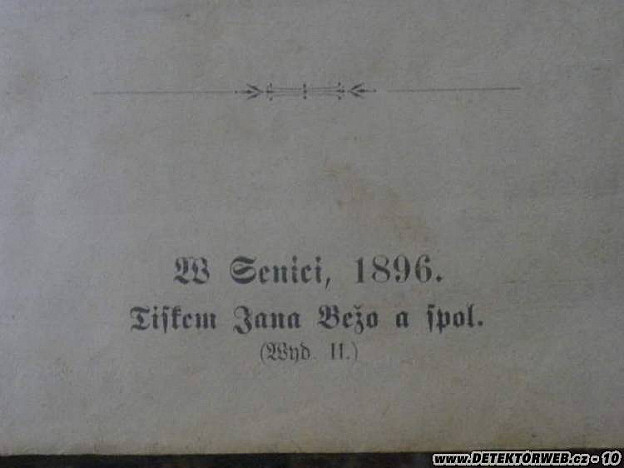 W Senici, 1896.
Tiskem Jana Bežo a spol.
(Wyd. II.)
www.DETEKTORWEB.cz - 10